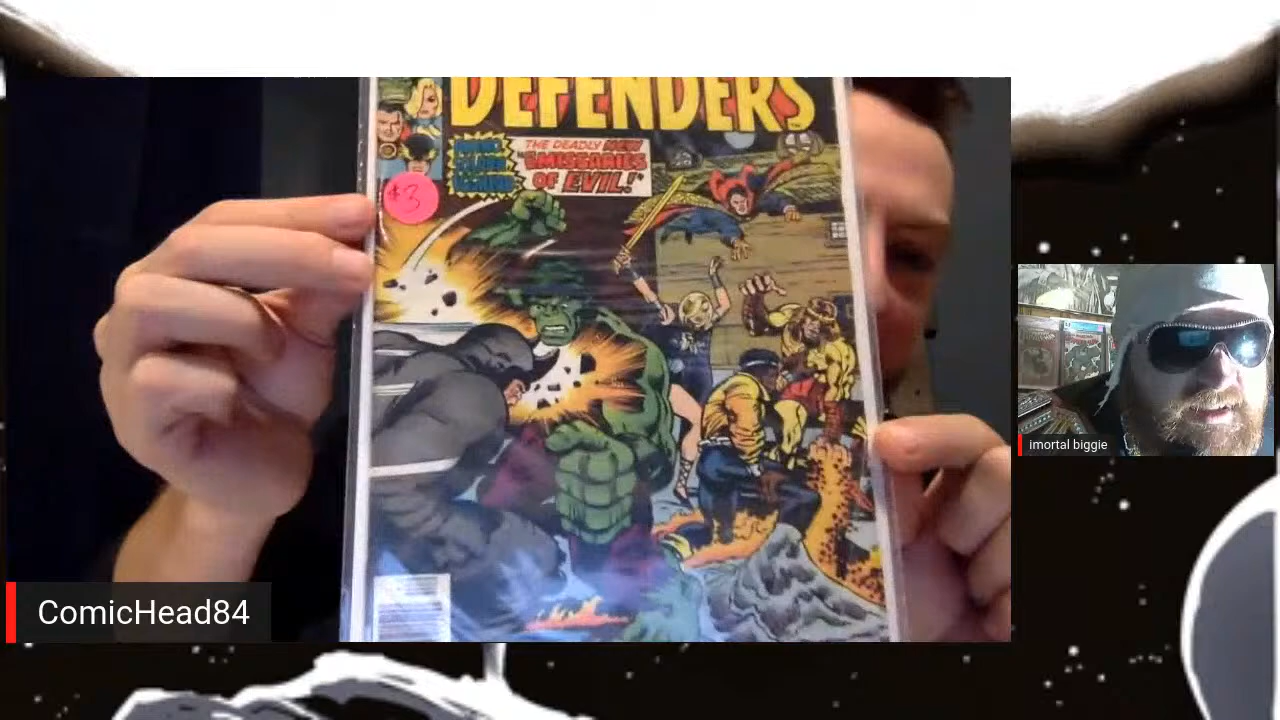 DEFENDERS
THE DEADLY NEW
"EMISSARIES
OF EVIL!"
$3
imortal biggie
ComicHead84